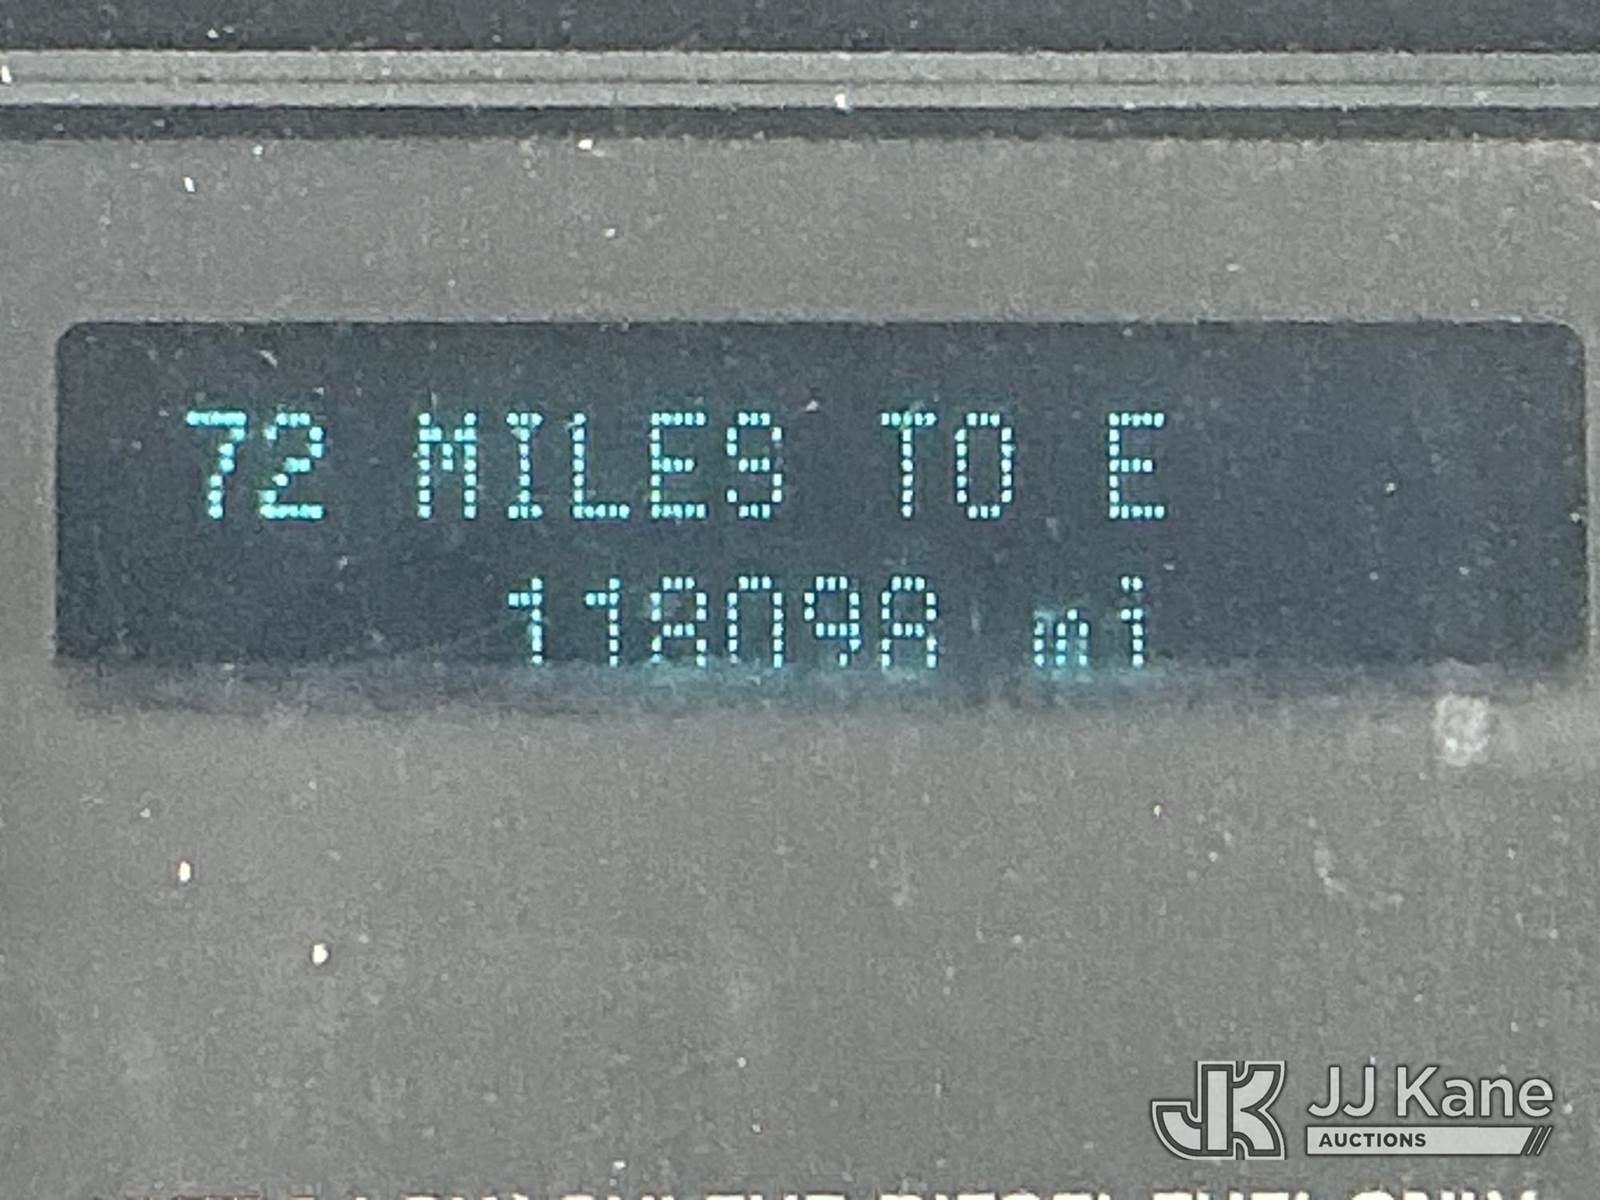 72 MILES TO E
118098 mi
JJ Kane
AUCTIONS